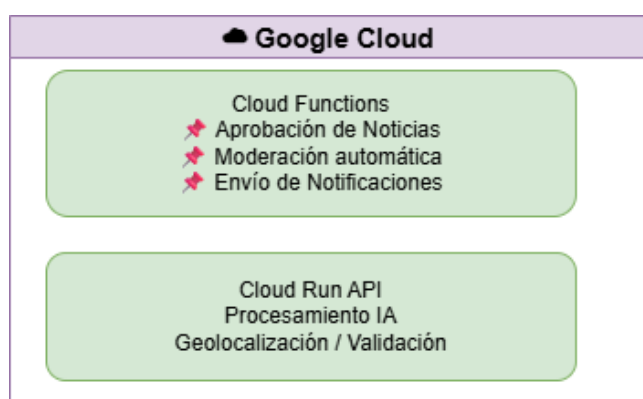 ☁ Google Cloud
Cloud Functions
📌 Aprobación de Noticias
📌 Moderación automática
📌 Envío de Notificaciones
Cloud Run API
Procesamiento IA
Geolocalización / Validación